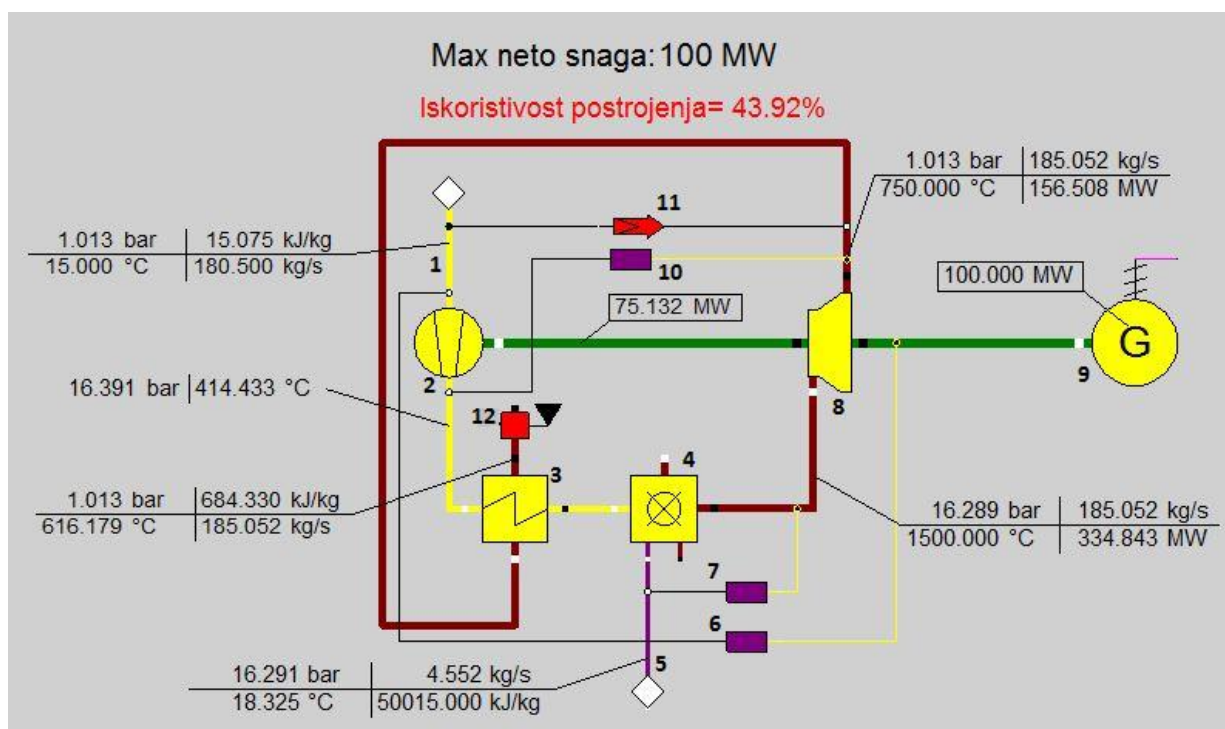 Max neto snaga: 100 MW
Iskoristivost postrojenja= 43.92%
1.013 bar 185.052 kg/s
750.000 °C 156.508 MW
11
1.013 bar 15.075 kJ/kg
15.000 °C 180.500 kg/s
1
10
100.000 MW
75.132 MW
G
2
8
9
16.391 bar 414.433 °C
12
3
4
1.013 bar 684.330 kJ/kg
616.179 °C 185.052 kg/s
16.289 bar 185.052 kg/s
1500.000 °C 334.843 MW
7
6
5
16.291 bar 4.552 kg/s
18.325 °C 50015.000 kJ/kg